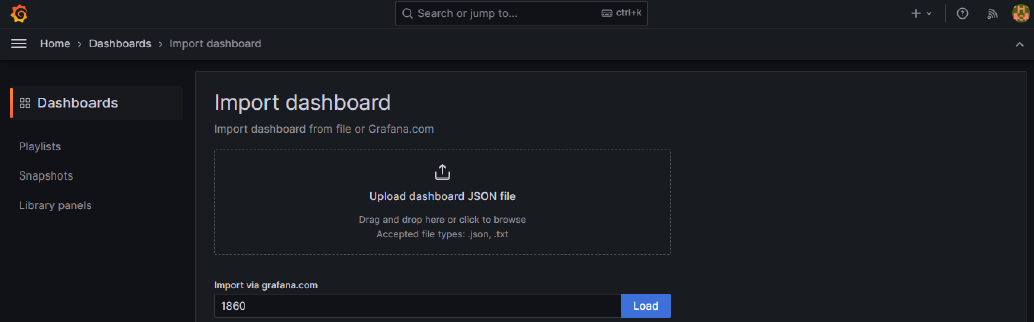 Search or jump to...
ctrl+k
Home > Dashboards > Import dashboard
Dashboards
Playlists
Snapshots
Library panels
Import dashboard
Import dashboard from file or Grafana.com
Upload dashboard JSON file
Drag and drop here or click to browse
Accepted file types: .json, .txt
Import via grafana.com
1860
Load